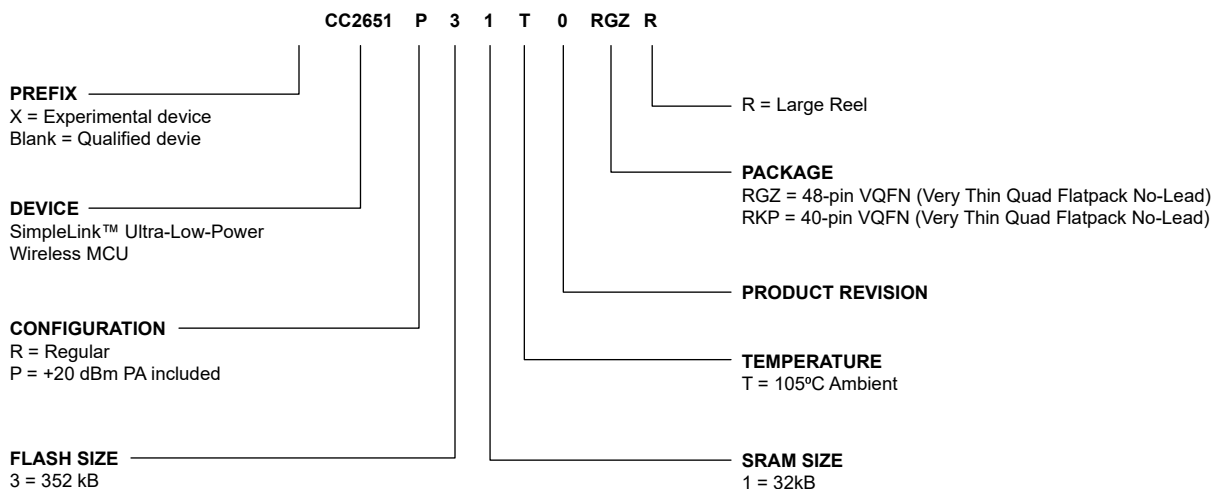 CC2651 P 3 1 T 0 RGZ R
PREFIX
X = Experimental device
Blank = Qualified devie
DEVICE
SimpleLink™ Ultra-Low-Power
Wireless MCU
CONFIGURATION
R = Regular
P = +20 dBm PA included
FLASH SIZE
3 = 352 kB
R = Large Reel
PACKAGE
RGZ = 48-pin VQFN (Very Thin Quad Flatpack No-Lead)
RKP = 40-pin VQFN (Very Thin Quad Flatpack No-Lead)
PRODUCT REVISION
TEMPERATURE
T = 105ºC Ambient
SRAM SIZE
1 = 32kB